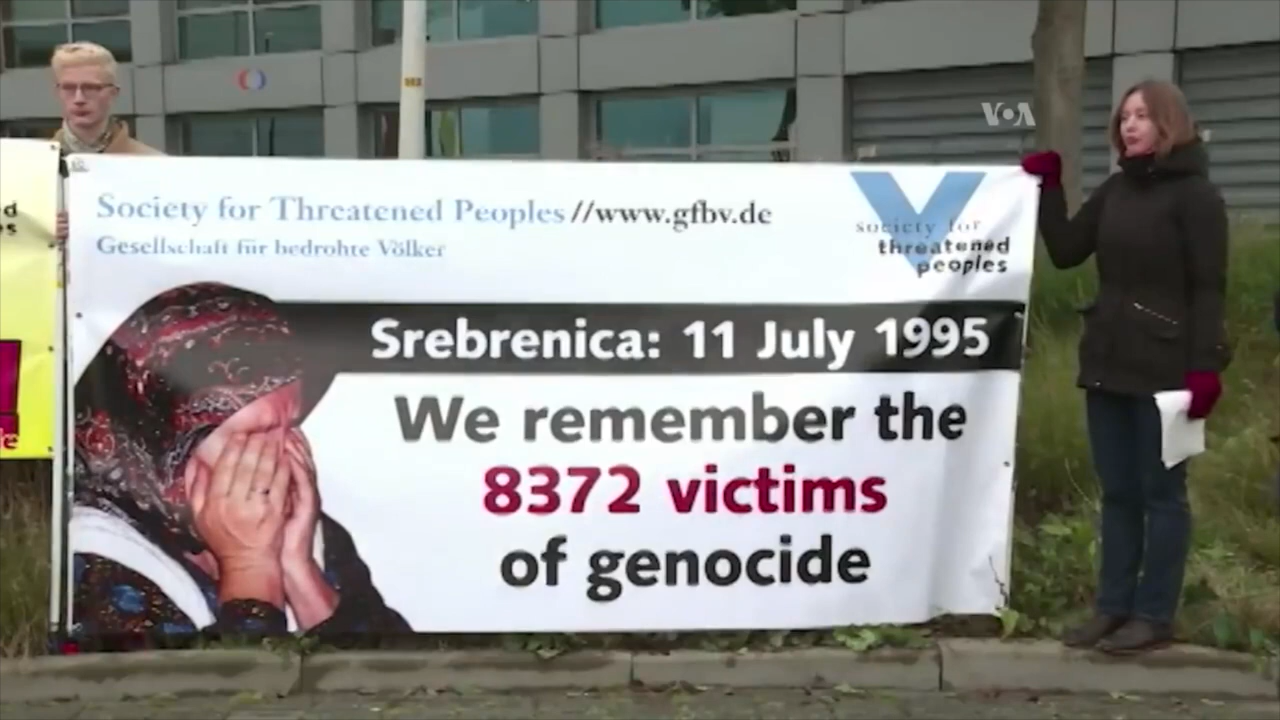 VOA
Society for Threatened Peoples//www.gfbv.de
Gesellschaft für bedrohte Völker
society for
threatened
peoples
Srebrenica: 11 July 1995
We remember the
8372 victims
of genocide